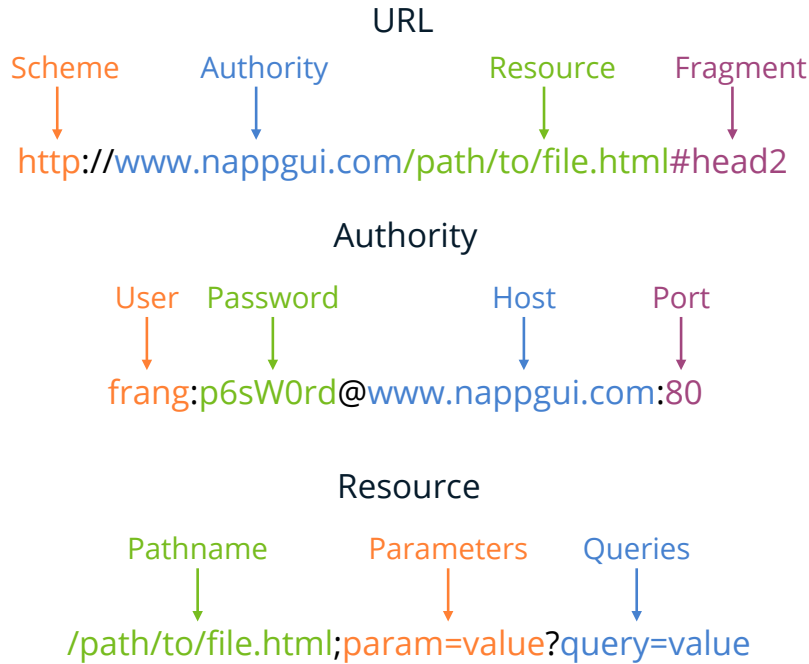 URL
Scheme Authority Resource Fragment
http://www.nappgui.com/path/to/file.html#head2
Authority
User Password Host Port
frang:p6sW0rd@www.nappgui.com:80
Resource
Pathname Parameters Queries
/path/to/file.html;param=value?query=value